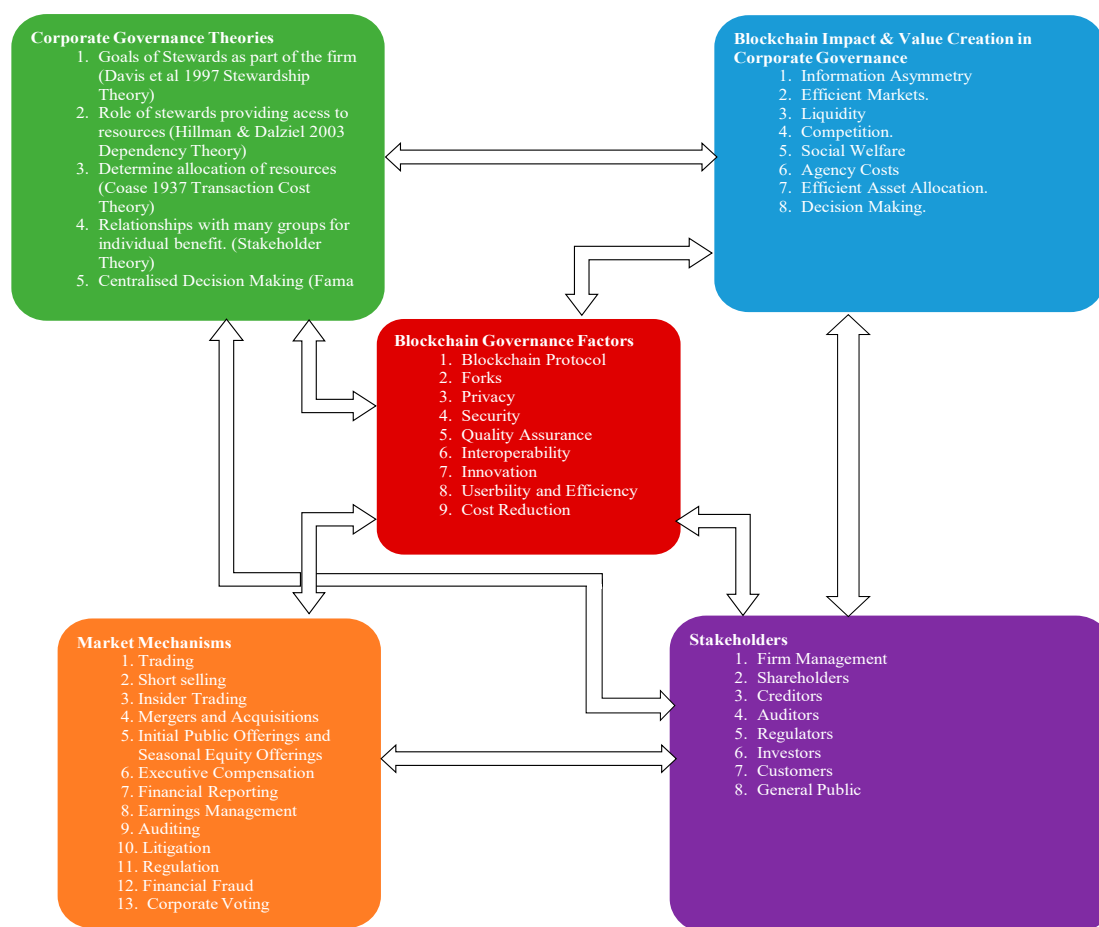 Corporate Governance Theories
1. Goals of Stewards as part of the firm
(Davis et al 1997 Stewardship
Theory)
2. Role of stewards providing acess to
resources (Hillman & Dalziel 2003
Dependency Theory)
3. Determine allocation of resources
(Coase 1937 Transaction Cost
Theory)
4. Relationships with many groups for
individual benefit. (Stakeholder
Theory)
5. Centralised Decision Making (Fama
Blockchain Impact & Value Creation in
Corporate Governance
1. Information Asymmetry
2. Efficient Markets.
3. Liquidity
4. Competition.
5. Social Welfare
6. Agency Costs
7. Efficient Asset Allocation.
8. Decision Making.
Blockchain Governance Factors
1. Blockchain Protocol
2. Forks
3. Privacy
4. Security
5. Quality Assurance
6. Interoperability
7. Innovation
8. Userbility and Efficiency
9. Cost Reduction
Market Mechanisms
1. Trading
2. Short selling
3. Insider Trading
4. Mergers and Acquisitions
5. Initial Public Offerings and
Seasonal Equity Offerings
6. Executive Compensation
7. Financial Reporting
8. Earnings Management
9. Auditing
10. Litigation
11. Regulation
12. Financial Fraud
13. Corporate Voting
Stakeholders
1. Firm Management
2. Shareholders
3. Creditors
4. Auditors
5. Regulators
6. Investors
7. Customers
8. General Public